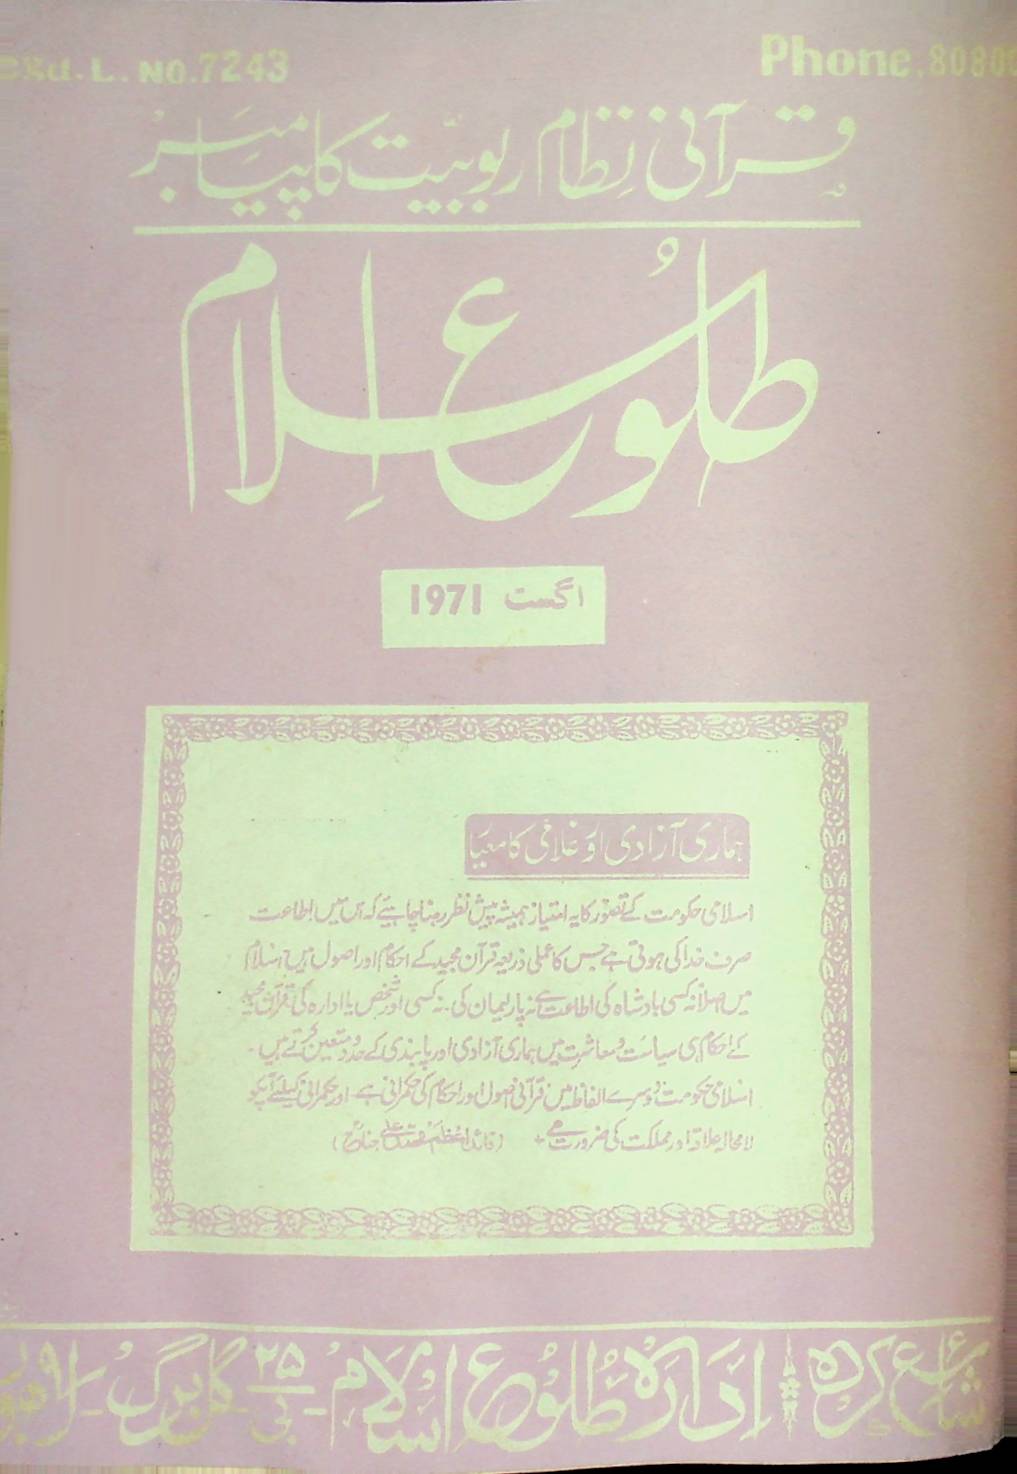 Phone. 8080
gd. L. NO. 7243
قرآنی نظام ربوبیت کا پیامبر
طلوع اسلام
اگست 1971
ہماری آزادی اور غلامی کا معیار
اسلامی حکومت کے تصور کا یہ امتیاز ہمیشہ پیش نظر رہنا چاہیئے کہ اس میں اطاعت
صرف خدا کی ہوتی ہے جس کا عملی ذریعہ قرآن مجید کے احکام اور اصول ہیں۔ اسلام
میں اصلاً نہ کسی بادشاہ کی اطاعت ہے نہ پارلیمان کی۔ نہ کسی اور شخص یا ادارہ کی۔ قرآن مجید
کے احکام ہی سیاست و معاشرت میں ہماری آزادی اور پابندی کے حدود متعین کرتے ہیں۔
اسلامی حکومت دوسرے الفاظ میں قرآنی اصول اور احکام کی حکمرانی ہے۔ اور حکمرانی کیلئے آپکو
لامحالہ علاقہ اور مملکت کی ضرورت ہے + (قائد اعظم محمد علی جناح)
شائع کردہ ادارہ طلوع اسلام - ۲۵ بی - گلبرگ - لاہور